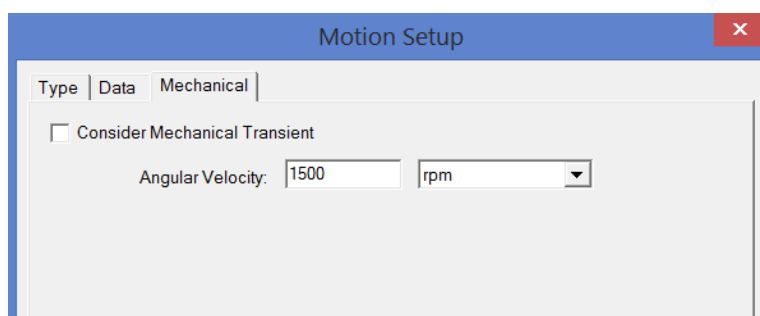 Motion Setup
Type Data Mechanical
Consider Mechanical Transient
Angular Velocity: 1500 rpm